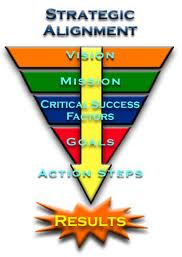 STRATEGIC
ALIGNMENT
VISION
MISSION
CRITICAL SUCCESS
FACTORS
GOALS
ACTION STEPS
RESULTS